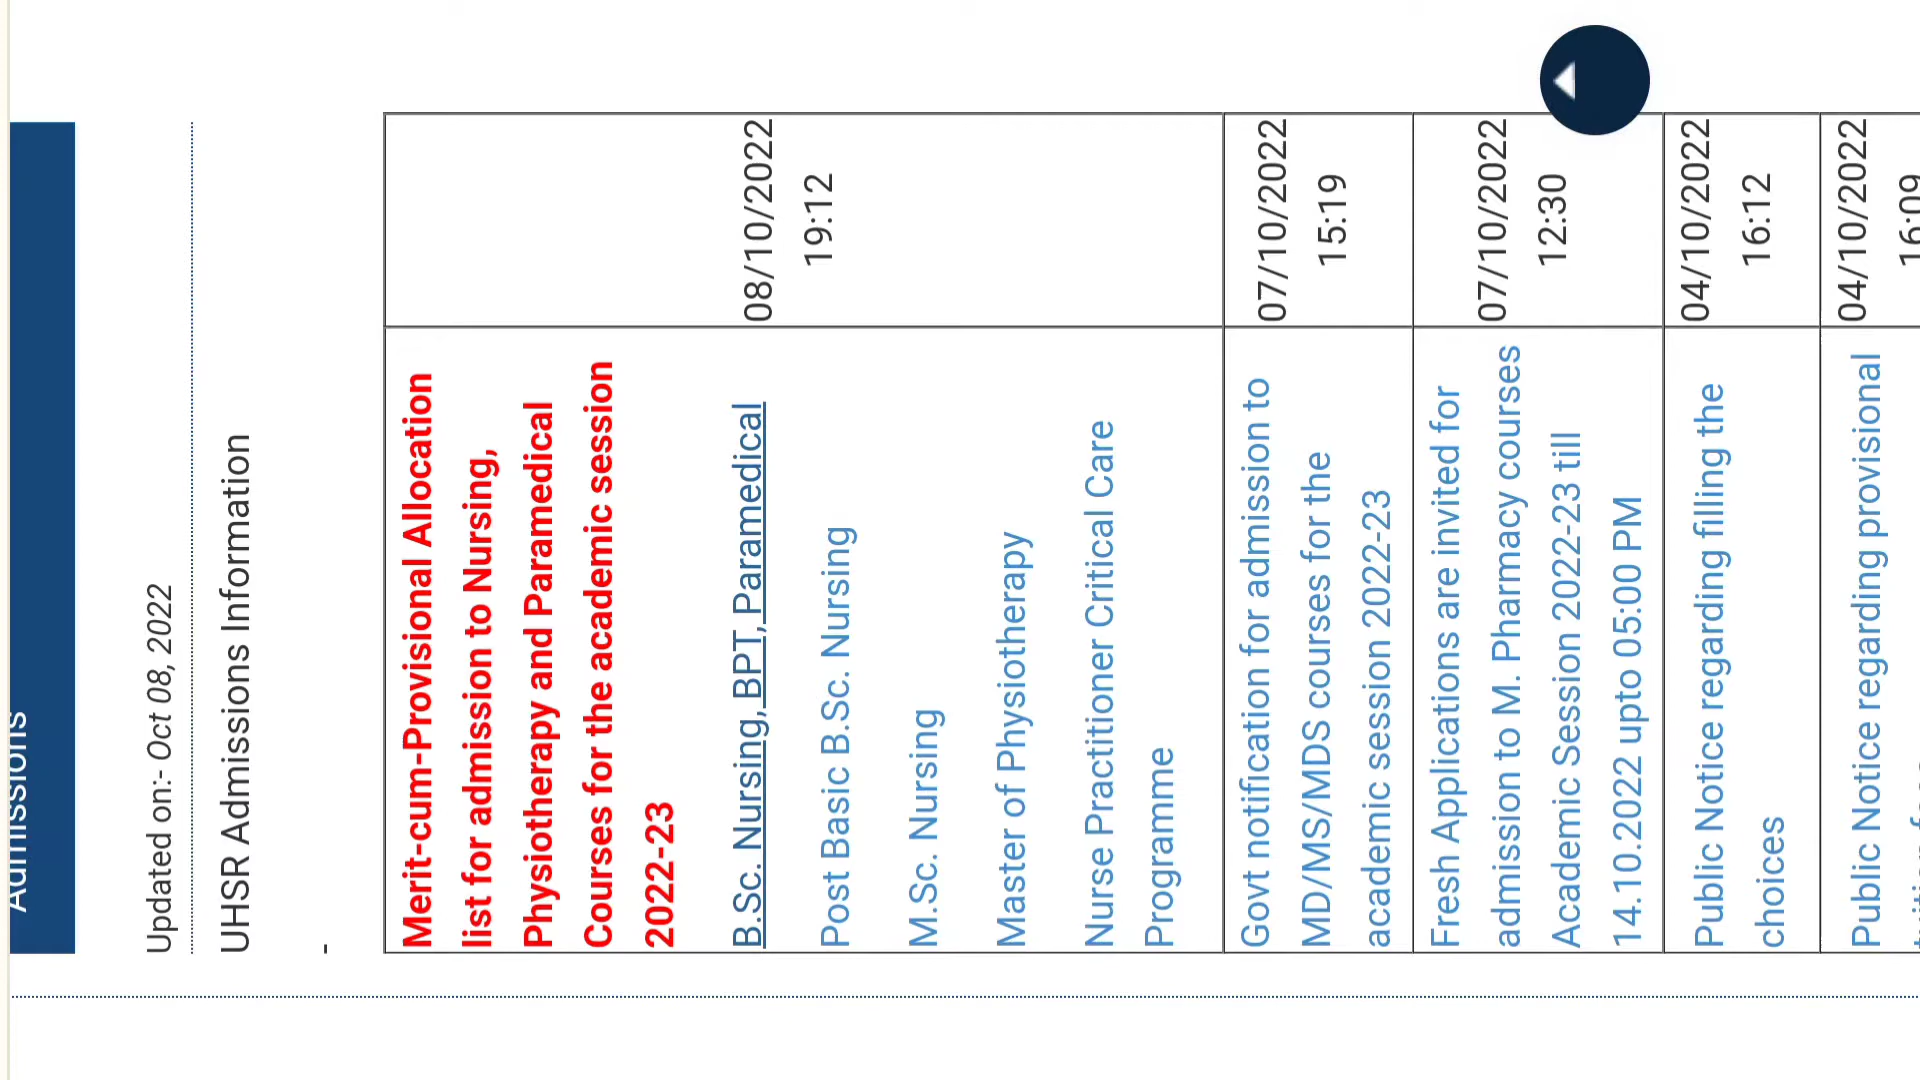 Admissions
Updated on:- Oct 08, 2022
UHSR Admissions Information
-
Merit-cum-Provisional Allocation
list for admission to Nursing,
Physiotherapy and Paramedical
Courses for the academic session
2022-23
B.Sc. Nursing,BPT,Paramedical
Post Basic B.Sc. Nursing
M.Sc. Nursing
Master of Physiotherapy
Nurse Practitioner Critical Care
Programme
08/10/2022
19:12
Govt notification for admission to
MD/MS/MDS courses for the
academic session 2022-23
07/10/2022
15:19
Fresh Applications are invited for
admission to M. Pharmacy courses
Academic Session 2022-23 till
14.10.2022 upto 05:00 PM
07/10/2022
12:30
Public Notice regarding filling the
choices
04/10/2022
16:12
Public Notice regarding provisional
04/10/2022
16:09